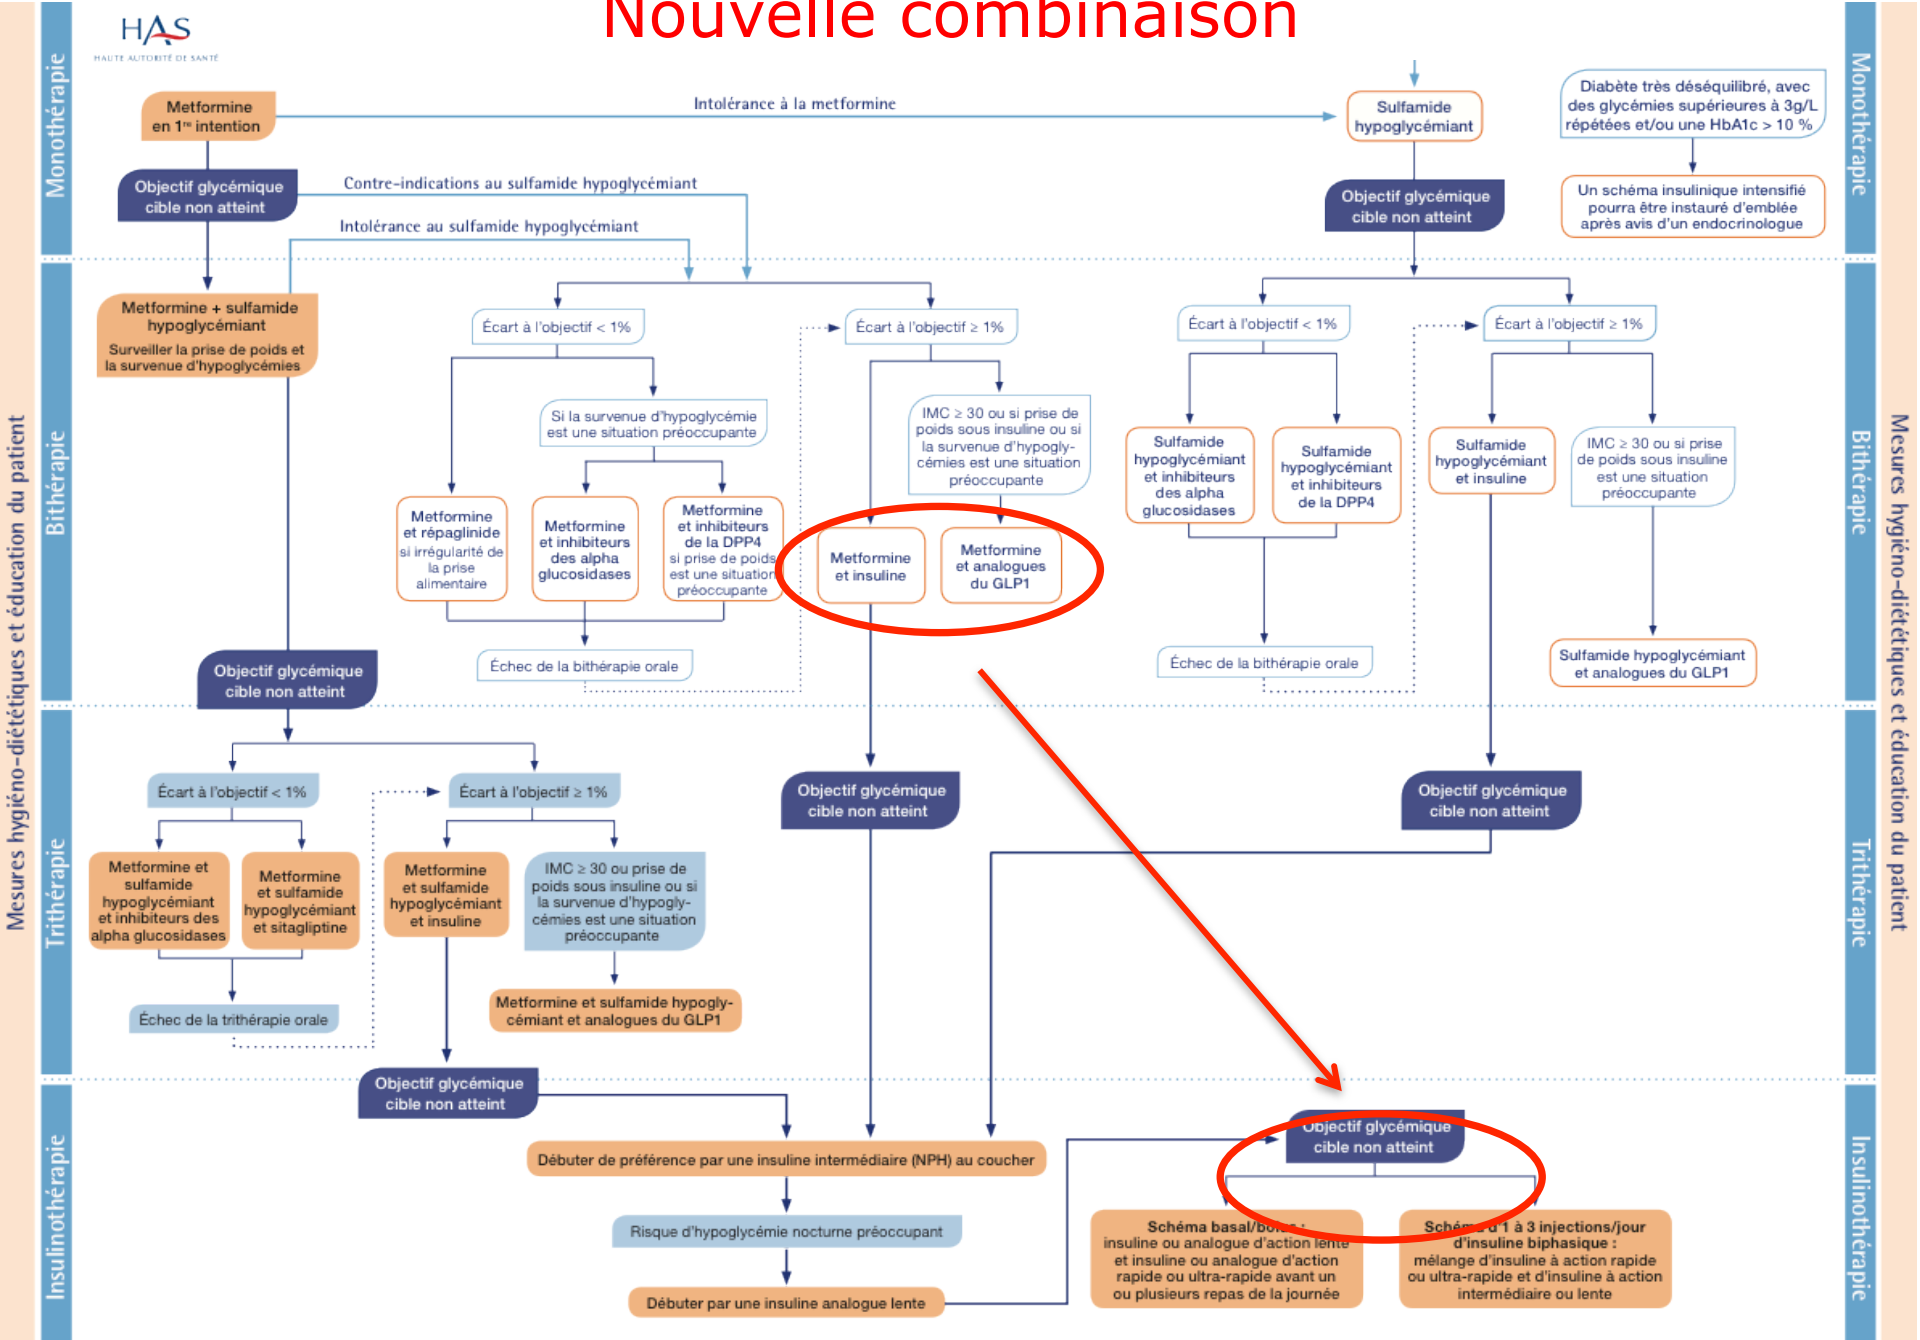 Nouvelle combinaison
HAS
HAUTE AUTORITÉ DE SANTÉ
Mesures hygiéno-diététiques et éducation du patient
Monothérapie
Metformine
en 1re intention
Intolérance à la metformine
Sulfamide
hypoglycémiant
Diabète très déséquilibré, avec
des glycémies supérieures à 3g/L
répétées et/ou une HbA1c > 10 %
Objectif glycémique
cible non atteint
Contre-indications au sulfamide hypoglycémiant
Intolérance au sulfamide hypoglycémiant
Objectif glycémique
cible non atteint
Un schéma insulinique intensifié
pourra être instauré d'emblée
après avis d'un endocrinologue
Monothérapie
Bithérapie
Metformine + sulfamide
hypoglycémiant
Surveiller la prise de poids et
la survenue d'hypoglycémies
Écart à l'objectif < 1%
Écart à l'objectif ≥ 1%
Écart à l'objectif < 1%
Écart à l'objectif ≥ 1%
Si la survenue d'hypoglycémie
est une situation préoccupante
IMC ≥ 30 ou si prise de
poids sous insuline ou si
la survenue d'hypogly-
cémies est une situation
préoccupante
Metformine
et répaglinide
si irrégularité de
la prise
alimentaire
Metformine
et inhibiteurs
des alpha
glucosidases
Metformine
et inhibiteurs
de la DPP4
si prise de poids
est une situation
préoccupante
Metformine
et insuline
Metformine
et analogues
du GLP1
Sulfamide
hypoglycémiant
et inhibiteurs
des alpha
glucosidases
Sulfamide
hypoglycémiant
et inhibiteurs
de la DPP4
Sulfamide
hypoglycémiant
et insuline
IMC ≥ 30 ou si prise
de poids sous insuline
est une situation
préoccupante
Échec de la bithérapie orale
Échec de la bithérapie orale
Sulfamide hypoglycémiant
et analogues du GLP1
Objectif glycémique
cible non atteint
Bithérapie
Trithérapie
Écart à l'objectif < 1%
Écart à l'objectif ≥ 1%
Objectif glycémique
cible non atteint
Objectif glycémique
cible non atteint
Metformine et
sulfamide
hypoglycémiant
et inhibiteurs des
alpha glucosidases
Metformine
et sulfamide
hypoglycémiant
et sitagliptine
Metformine
et sulfamide
hypoglycémiant
et insuline
IMC ≥ 30 ou prise de
poids sous insuline ou si
la survenue d'hypogly-
cémies est une situation
préoccupante
Échec de la trithérapie orale
Metformine et sulfamide hypogly-
cémiant et analogues du GLP1
Trithérapie
Insulinothérapie
Objectif glycémique
cible non atteint
Débuter de préférence par une insuline intermédiaire (NPH) au coucher
Risque d'hypoglycémie nocturne préoccupant
Débuter par une insuline analogue lente
Objectif glycémique
cible non atteint
Schéma basal/bolus :
insuline ou analogue d'action lente
et insuline ou analogue d'action
rapide ou ultra-rapide avant un
ou plusieurs repas de la journée
Schéma d'1 à 3 injections/jour
d'insuline biphasique :
mélange d'insuline à action rapide
ou ultra-rapide et d'insuline à action
intermédiaire ou lente
Insulinothérapie
Mesures hygiéno-diététiques et éducation du patient